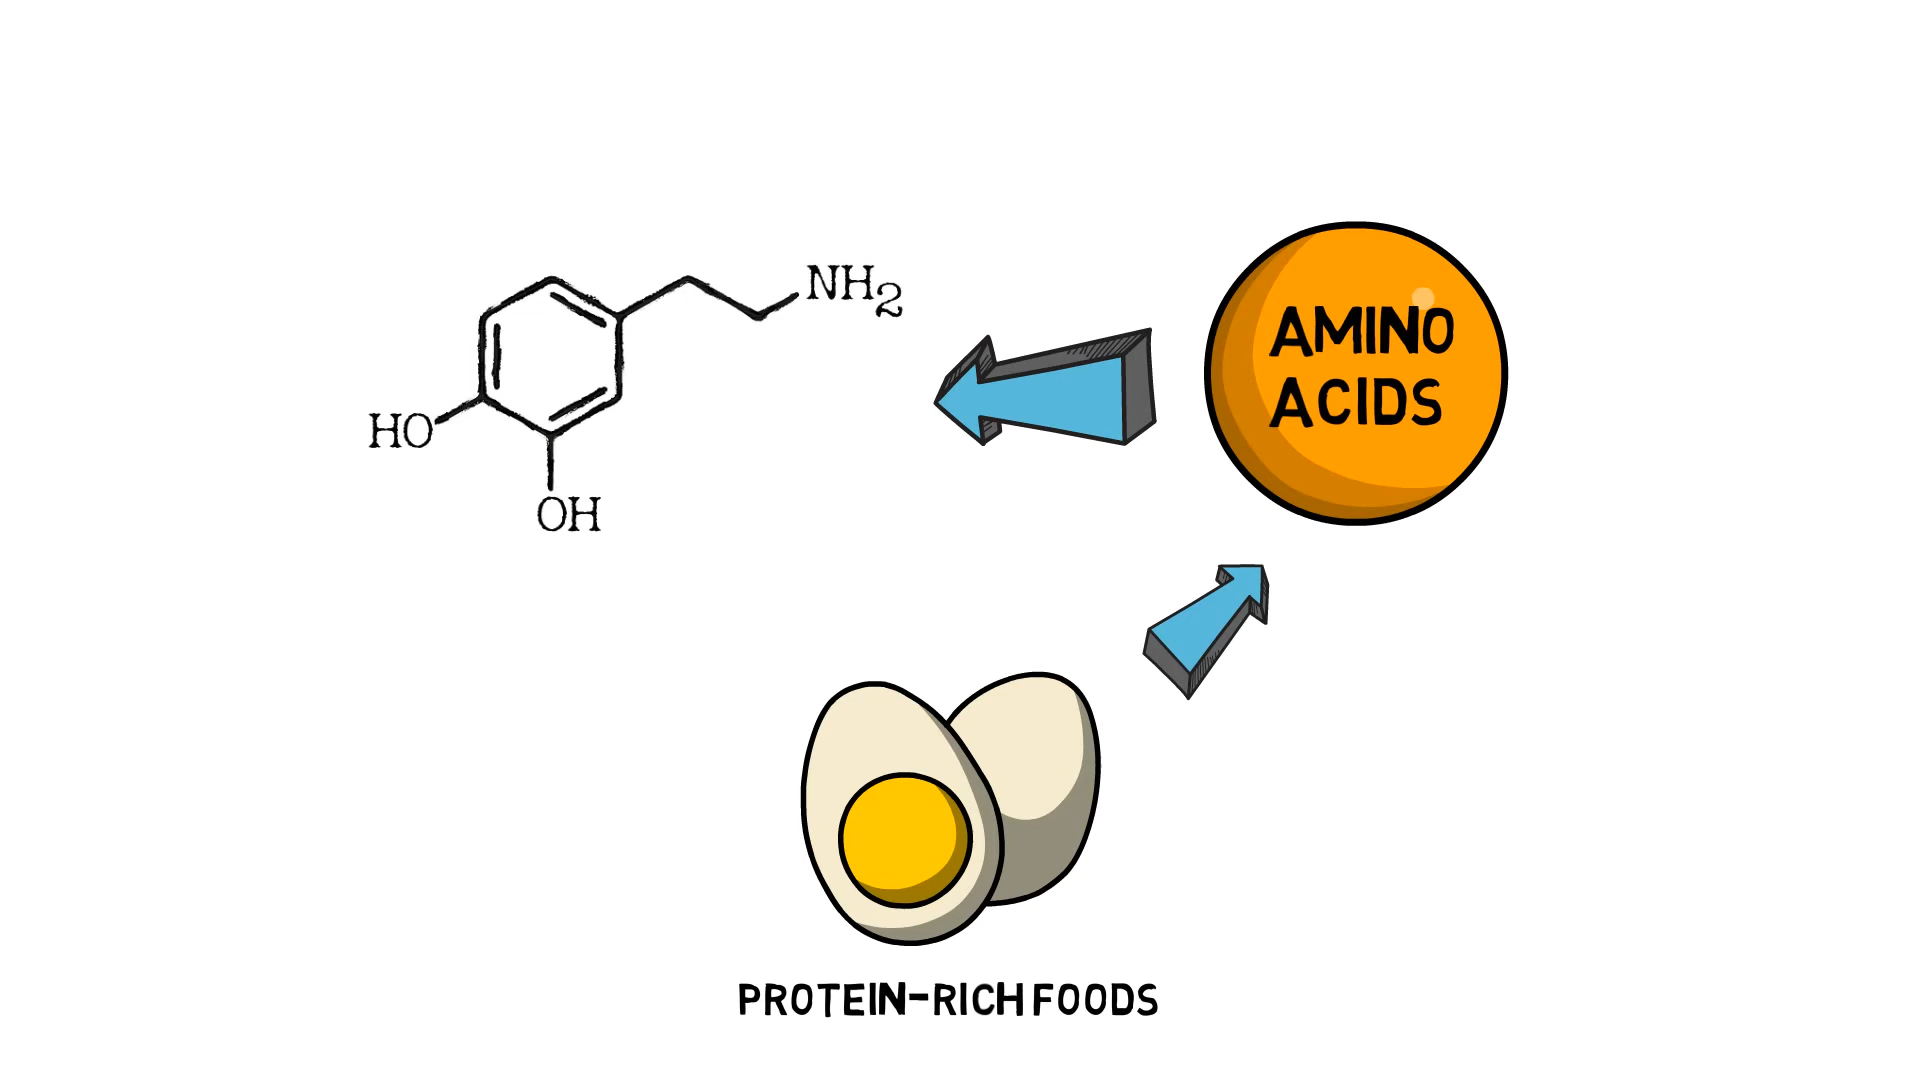 NH2
HO
OH
AMINO
ACIDS
PROTEIN-RICH FOODS